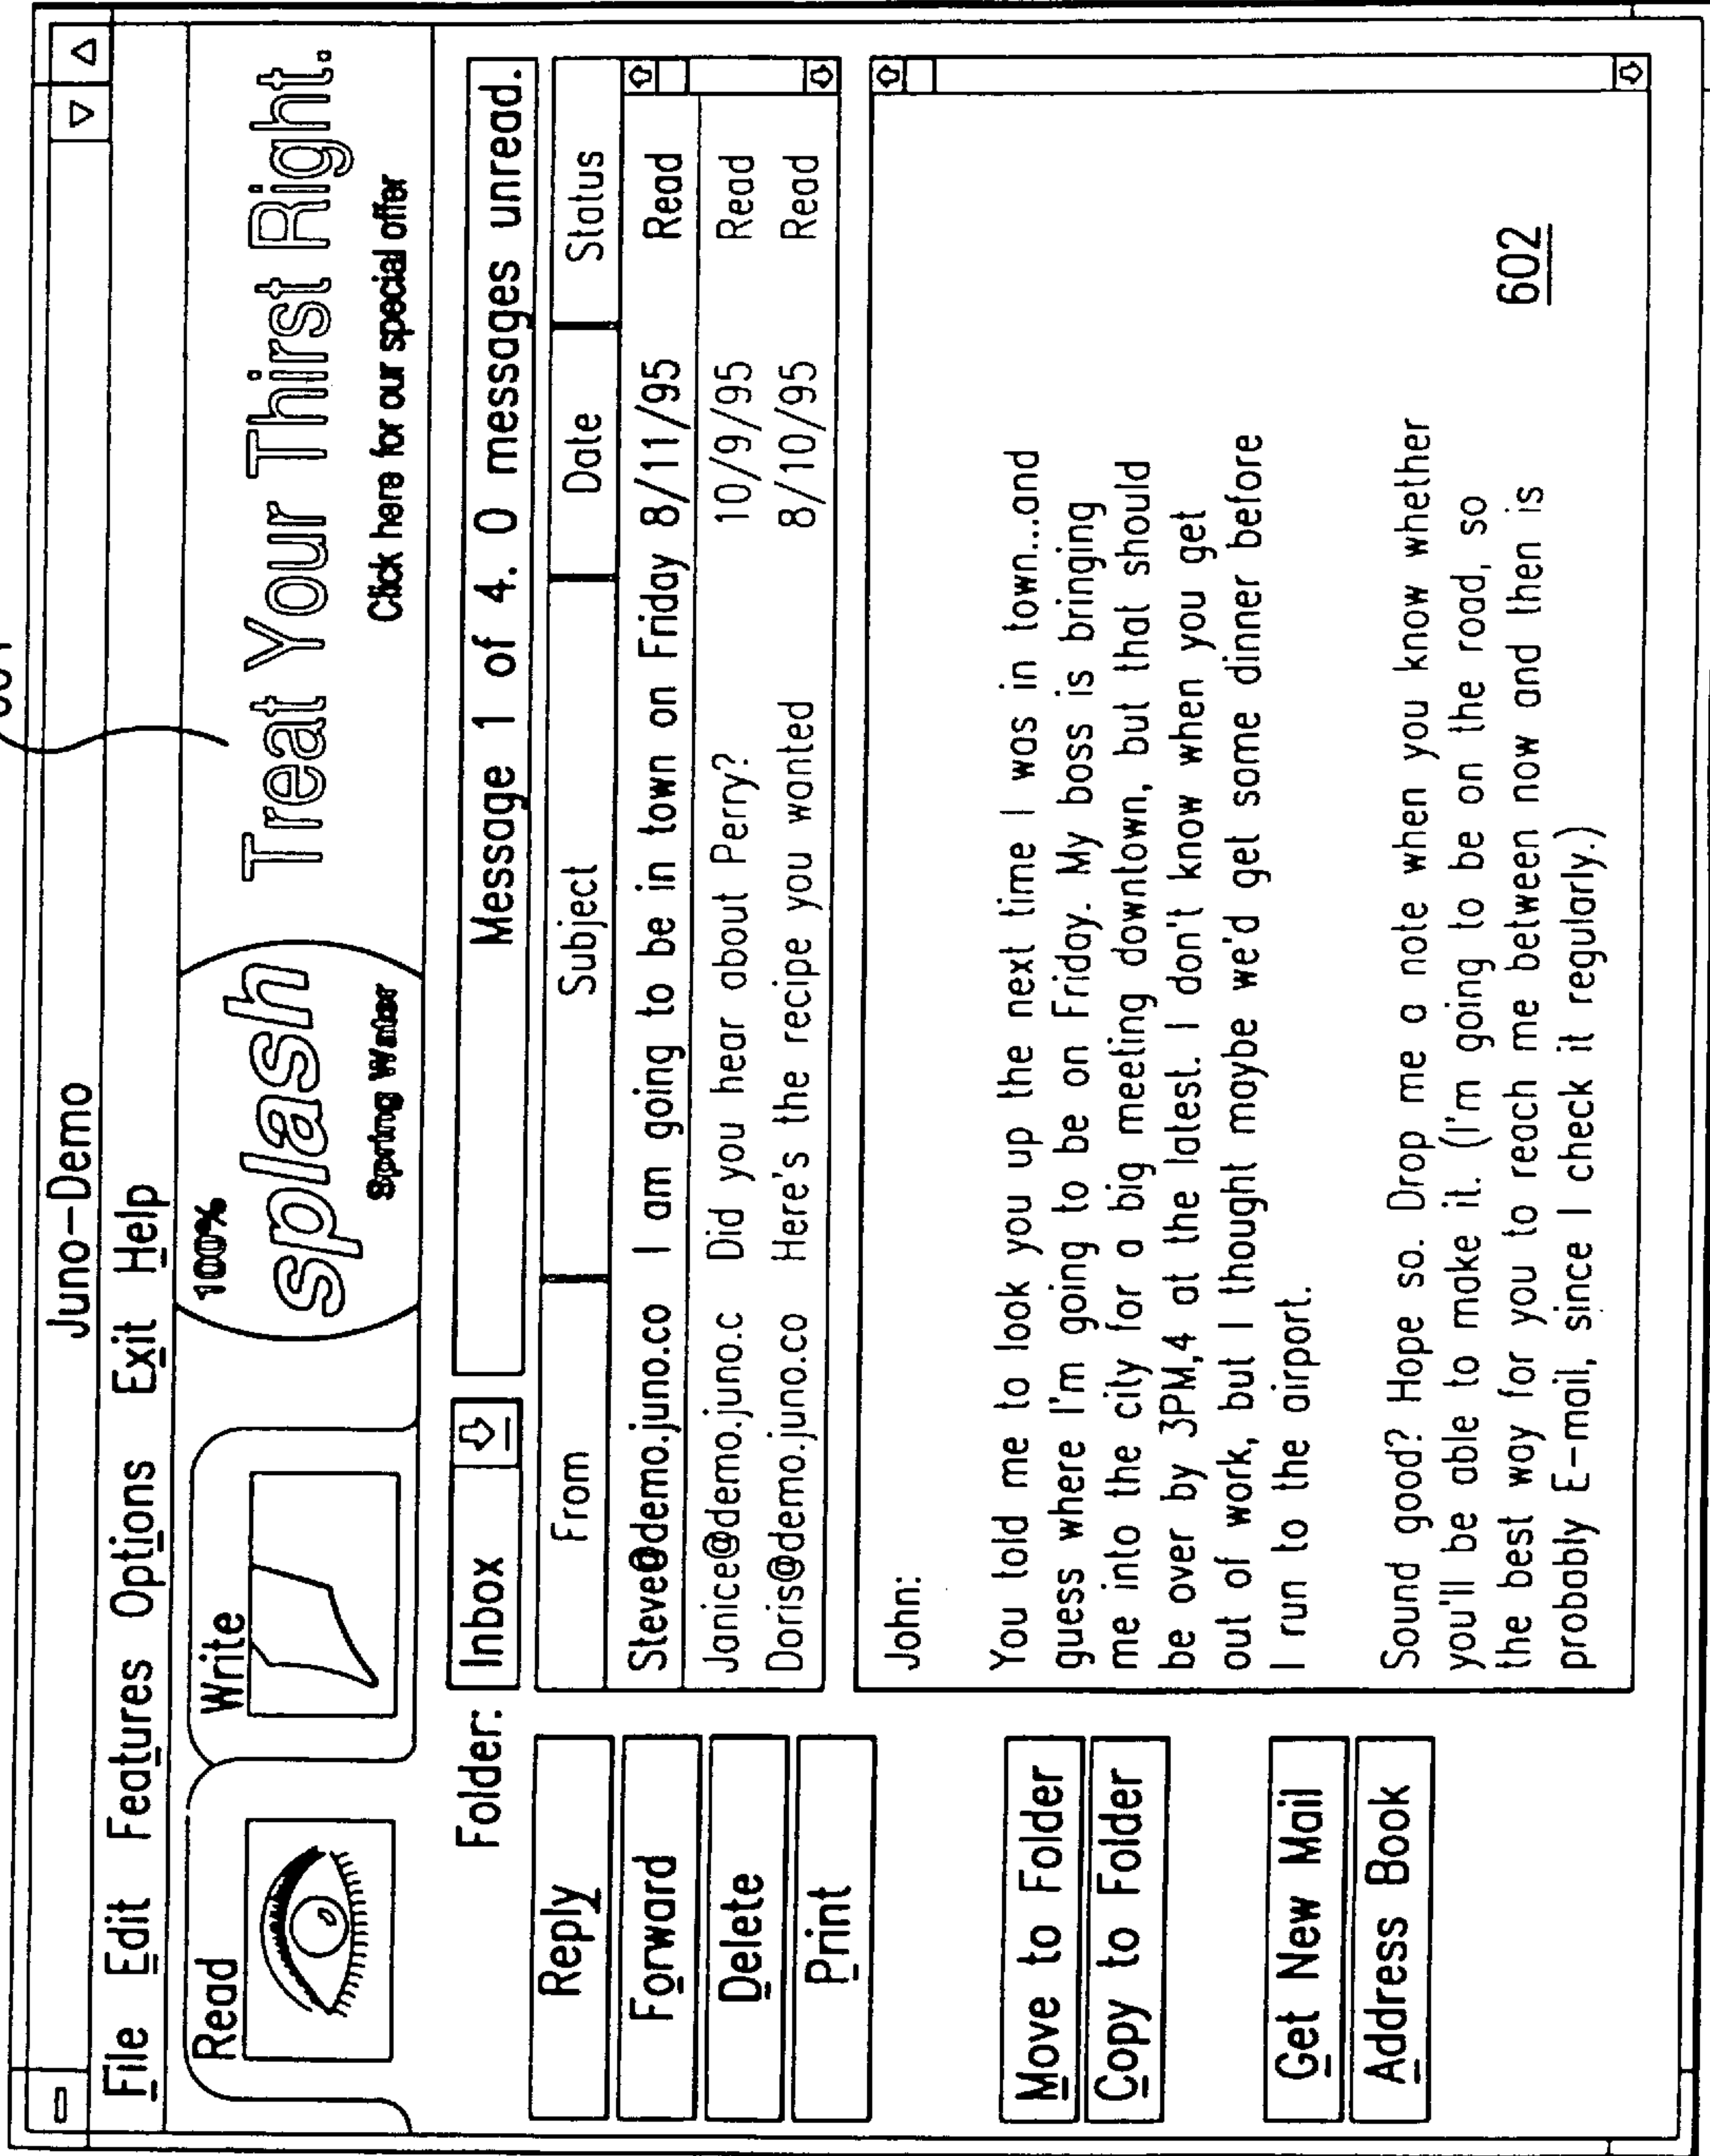 Juno-Demo
File Edit Features Options Exit Help
Read
Write
100%
splash
Spring Water
Treat Your Thirst Right.
Click here for our special offer
Folder: Inbox
Message 1 of 4. 0 messages unread.
From Subject Date Status
Steve@demo.juno.co I am going to be in town on Friday 8/11/95 Read
Janice@demo.juno.c Did you hear about Perry? 10/9/95 Read
Doris@demo.juno.co Here's the recipe you wanted 8/10/95 Read
Reply
Forward
Delete
Print
Move to Folder
Copy to Folder
Get New Mail
Address Book
John:
You told me to look you up the next time I was in town...and
guess where I'm going to be on Friday. My boss is bringing
me into the city for a big meeting downtown, but that should
be over by 3PM,4 at the latest. I don't know when you get
out of work, but I thought maybe we'd get some dinner before
I run to the airport.
Sound good? Hope so. Drop me a note when you know whether
you'll be able to make it. (I'm going to be on the road, so
the best way for you to reach me between now and then is
probably E-mail, since I check it regularly.)
602